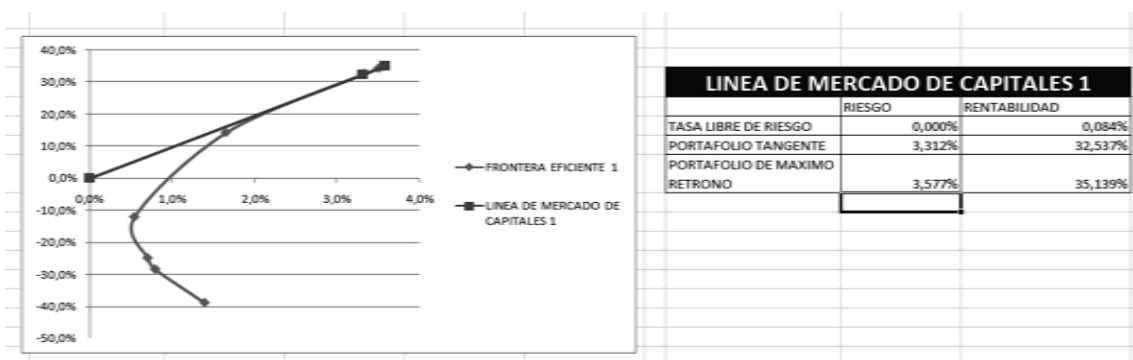 40,0%
30,0%
20,0%
10,0%
0,0%
-10,0%
-20,0%
-30,0%
-40,0%
-50,0%
0,0% 1,0% 2,0% 3,0% 4,0%
FRONTERA EFICIENTE 1
LINEA DE MERCADO DE
CAPITALES 1
LINEA DE MERCADO DE CAPITALES 1
RIESGO RENTABILIDAD
TASA LIBRE DE RIESGO 0,000% 0,084%
PORTAFOLIO TANGENTE 3,312% 32,537%
PORTAFOLIO DE MAXIMO
RETRONO 3,577% 35,139%